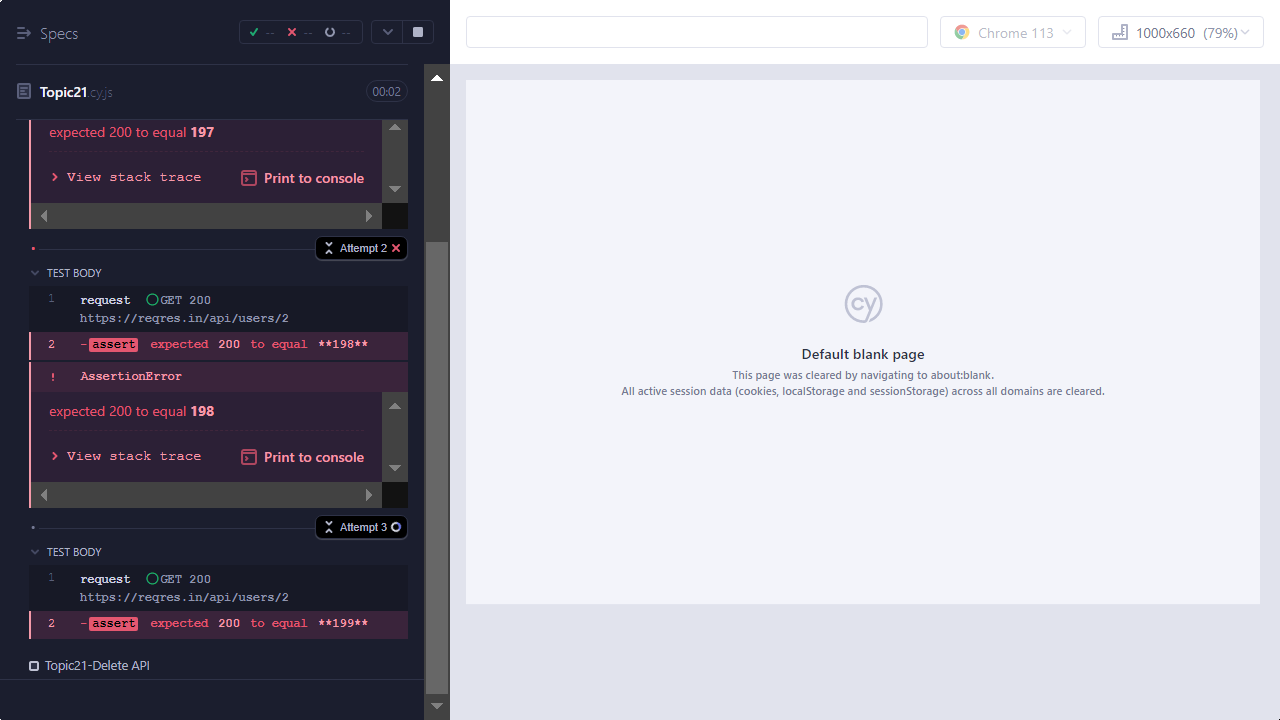 Specs
-- -- --
Chrome 113
1000x660 (79%)
Topic21.cy.js
00:02
expected 200 to equal 197
View stack trace
Print to console
Attempt 2
TEST BODY
1 request GET 200
https://reqres.in/api/users/2
2 -assert expected 200 to equal **198**
! AssertionError
expected 200 to equal 198
View stack trace
Print to console
Attempt 3
TEST BODY
1 request GET 200
https://reqres.in/api/users/2
2 -assert expected 200 to equal **199**
Topic21-Delete API
cy
Default blank page
This page was cleared by navigating to about:blank.
All active session data (cookies, localStorage and sessionStorage) across all domains are cleared.